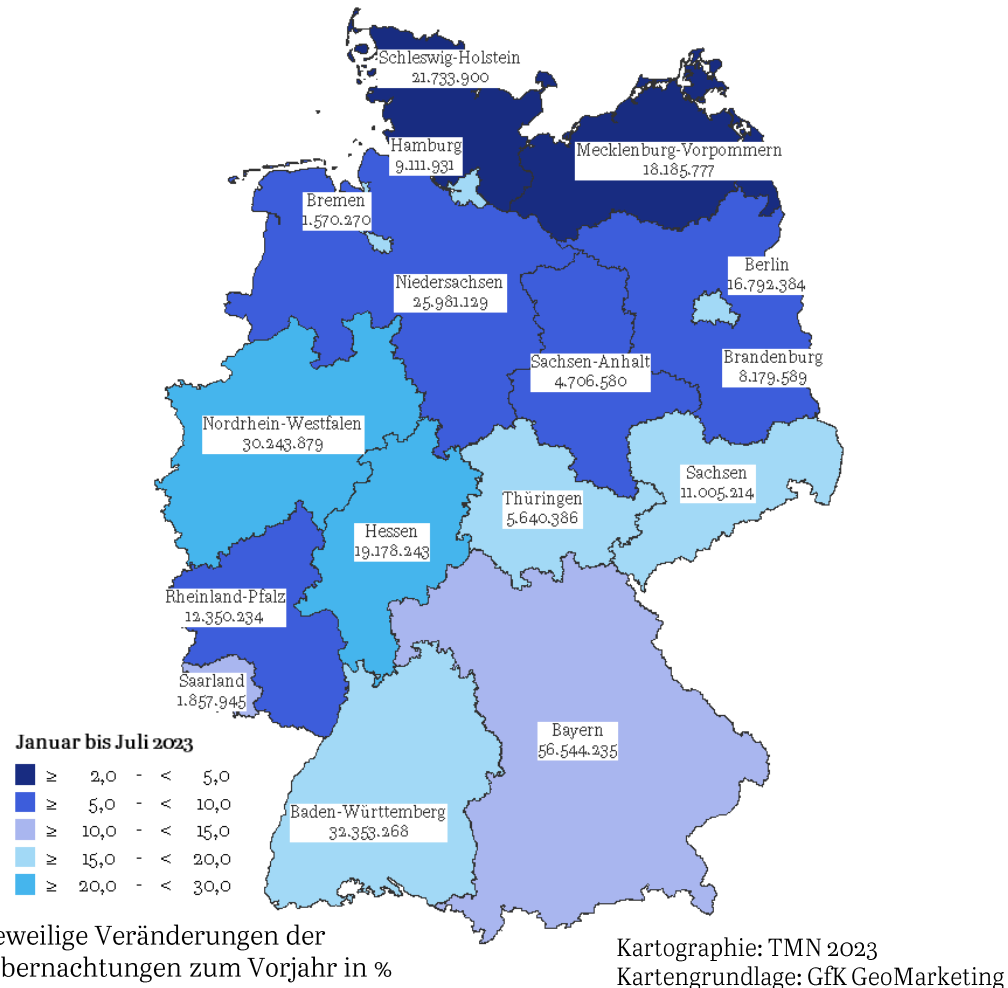 Schleswig-Holstein
21.733.900
Hamburg
9.111.931
Mecklenburg-Vorpommern
18.185.777
Bremen
1.570.270
Berlin
16.792.384
Niedersachsen
25.981.129
Sachsen-Anhalt
4.706.580
Brandenburg
8.179.589
Nordrhein-Westfalen
30.243.879
Sachsen
11.005.214
Thüringen
5.640.386
Hessen
19.178.243
Rheinland-Pfalz
12.350.234
Saarland
1.857.945
Bayern
56.544.235
Baden-Württemberg
32.353.268
Januar bis Juli 2023
≥ 2,0 - < 5,0
≥ 5,0 - < 10,0
≥ 10,0 - < 15,0
≥ 15,0 - < 20,0
≥ 20,0 - < 30,0
eweilige Veränderungen der
bernachtungen zum Vorjahr in %
Kartographie: TMN 2023
Kartengrundlage: GfK GeoMarketing